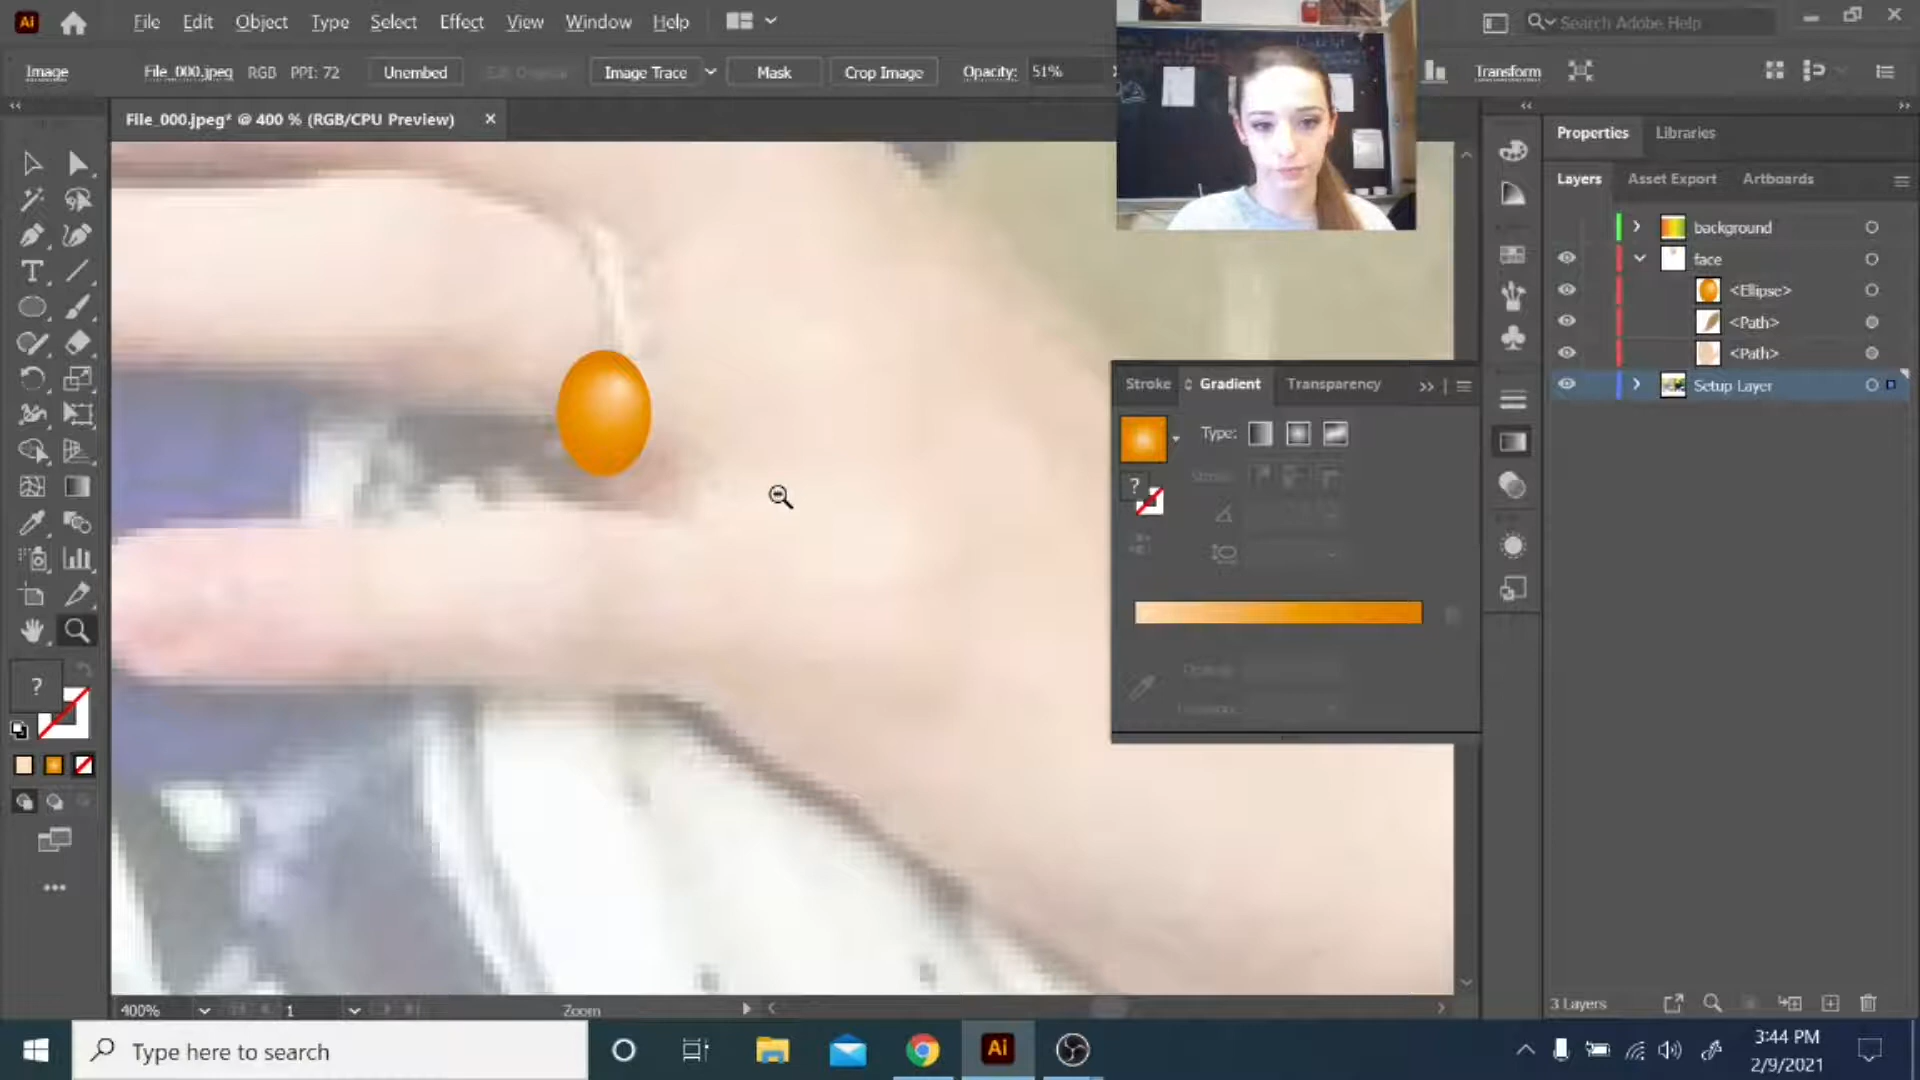 Ai File Edit Object Type Select Effect View Window Help Search Adobe Help
Image File_000.jpeg RGB PPI: 72 Unembed Image Trace Mask Crop Image Opacity: 51% Transform
File_000.jpeg* @ 400 % (RGB/CPU Preview)
Properties Libraries
Layers Asset Export Artboards
background
face
<Ellipse>
<Path>
<Path>
Setup Layer
Stroke Gradient Transparency
Type:
Stroke:
?
?
400% 1 Zoom
3 Layers
Type here to search
Ai
3:44 PM
2/9/2021